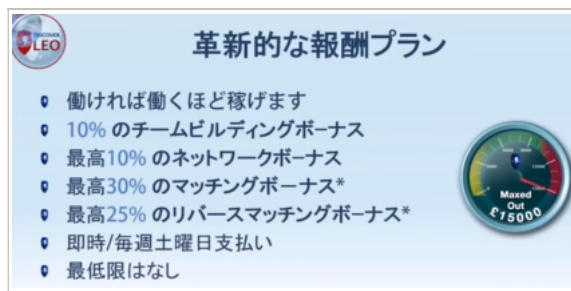 DISCOVER
LEO
革新的な報酬プラン
働ければ働くほど稼げます
10% のチームビルディングボーナス
最高10% のネットワークボーナス
最高30% のマッチングボーナス*
最高25% のリバースマッチングボーナス*
即時/毎週土曜日支払い
最低限はなし
Maxed
Out
£15000